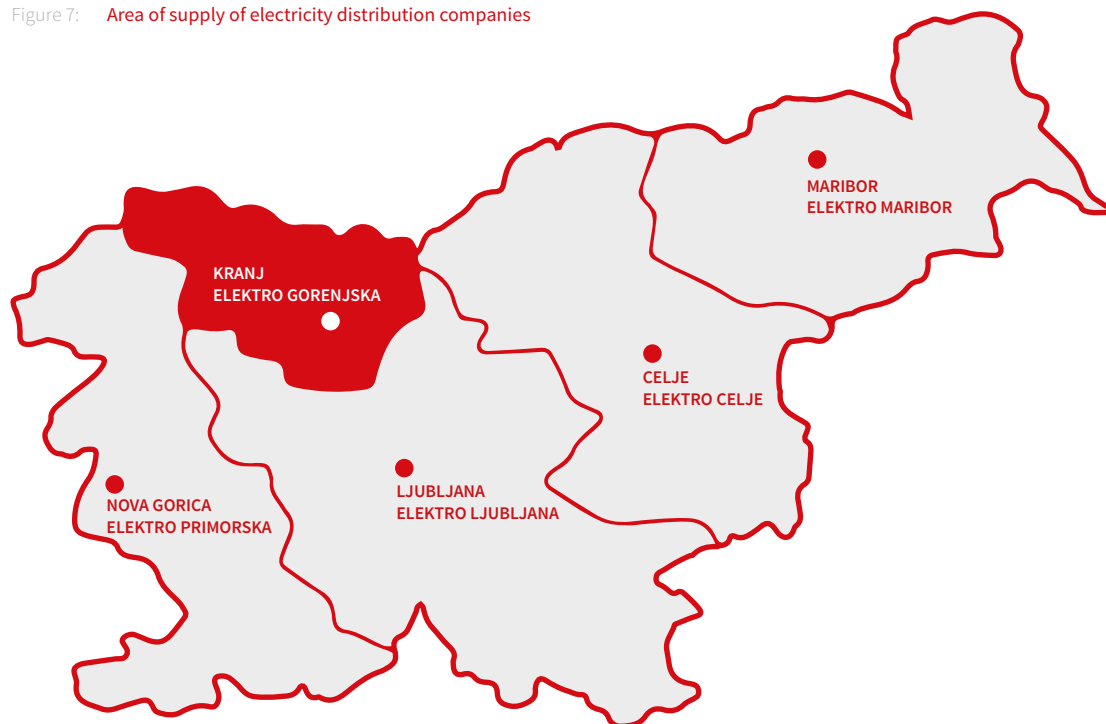 Figure 7: Area of supply of electricity distribution companies
MARIBOR
ELEKTRO MARIBOR
KRANJ
ELEKTRO GORENJSKA
CELJE
ELEKTRO CELJE
LJUBLJANA
ELEKTRO LJUBLJANA
NOVA GORICA
ELEKTRO PRIMORSKA